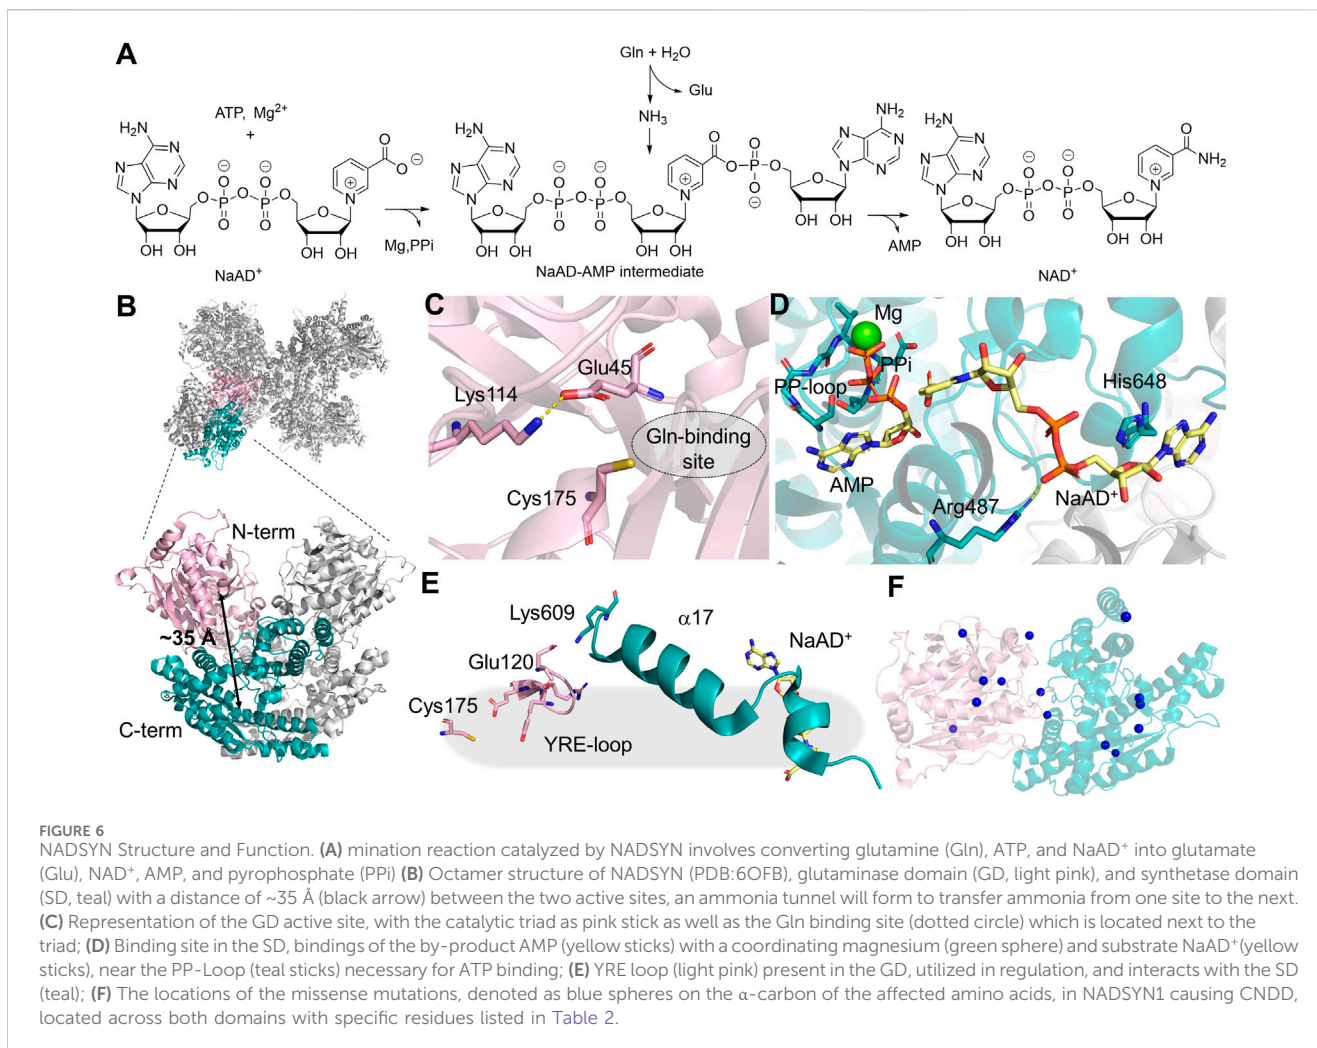 A
Gln + H2O
Glu
NH3
ATP, Mg2+
+
H2N N N N N O O P O O P O O O N + O O OH OH
Mg,PPi
NaAD+
NH2 N N N N O P O O O OH OH
NaAD-AMP intermediate
AMP
H2N N N N N O O P O O P O O O N + O NH2 OH OH
NAD+
B
N-term
~35 Å
C-term
C
Glu45
Lys114
Gln-binding
site
Cys175
D
Mg
PPi
PP-loop
His648
AMP
Arg487
NaAD+
E
Lys609
α17
NaAD+
Glu120
Cys175
YRE-loop
F
FIGURE 6
NADSYN Structure and Function. (A) mination reaction catalyzed by NADSYN involves converting glutamine (Gln), ATP, and NaAD+ into glutamate
(Glu), NAD+, AMP, and pyrophosphate (PPi) (B) Octamer structure of NADSYN (PDB:6OFB), glutaminase domain (GD, light pink), and synthetase domain
(SD, teal) with a distance of ~35 Å (black arrow) between the two active sites, an ammonia tunnel will form to transfer ammonia from one site to the next.
(C) Representation of the GD active site, with the catalytic triad as pink stick as well as the Gln binding site (dotted circle) which is located next to the
triad; (D) Binding site in the SD, bindings of the by-product AMP (yellow sticks) with a coordinating magnesium (green sphere) and substrate NaAD+(yellow
sticks), near the PP-Loop (teal sticks) necessary for ATP binding; (E) YRE loop (light pink) present in the GD, utilized in regulation, and interacts with the SD
(teal); (F) The locations of the missense mutations, denoted as blue spheres on the α-carbon of the affected amino acids, in NADSYN1 causing CNDD,
located across both domains with specific residues listed in Table 2.